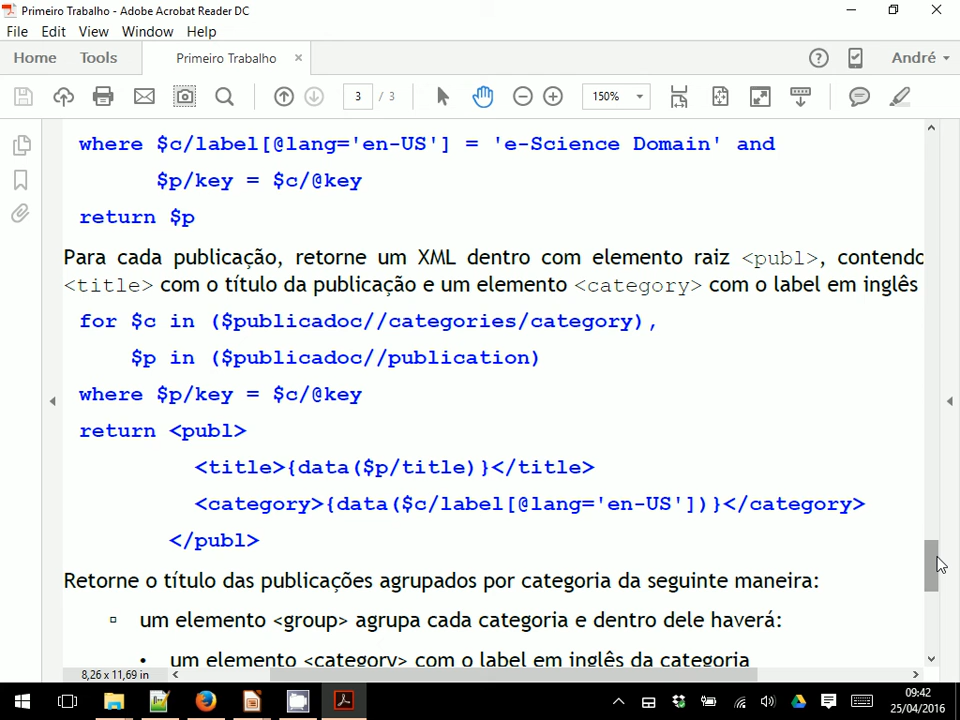 Primeiro Trabalho - Adobe Acrobat Reader DC
File Edit View Window Help
Home Tools Primeiro Trabalho × André
3 / 3 150%
where $c/label[@lang='en-US'] = 'e-Science Domain' and
$p/key = $c/@key
return $p
Para cada publicação, retorne um XML dentro com elemento raiz <publ>, contendo
<title> com o título da publicação e um elemento <category> com o label em inglês
for $c in ($publicadoc//categories/category),
$p in ($publicadoc//publication)
where $p/key = $c/@key
return <publ>
<title>{data($p/title)}</title>
<category>{data($c/label[@lang='en-US'])}</category>
</publ>
Retorne o título das publicações agrupados por categoria da seguinte maneira:
um elemento <group> agrupa cada categoria e dentro dele haverá:
• um elemento <category> com o label em inglês da categoria
8,26 x 11,69 in
09:42
25/04/2016